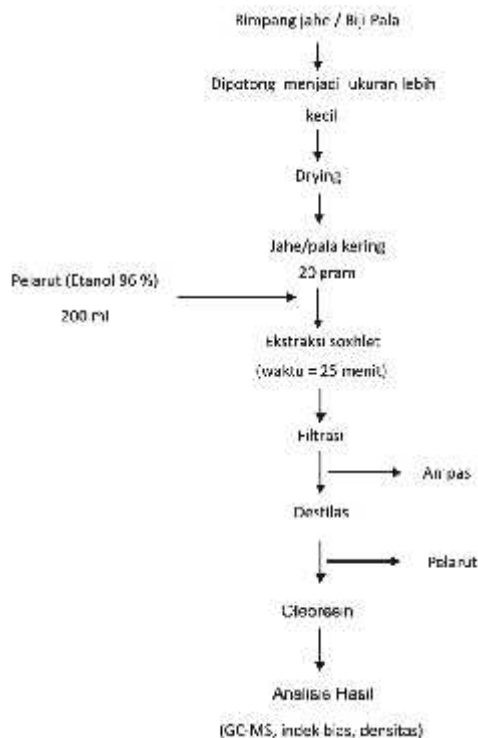 Rimpang jahe / Biji Pala
Dipotong menjadi ukuran lebih
kecil
Drying
Jahe/pala kering
20 gram
Pelarut (Etanol 96 %)
200 ml
Ekstraksi soxhlet
(waktu = 25 menit)
Filtrasi
Ampas
Destilas
Pelarut
Oleoresin
Analisis Hasil
(GC-MS, indek bias, densitas)